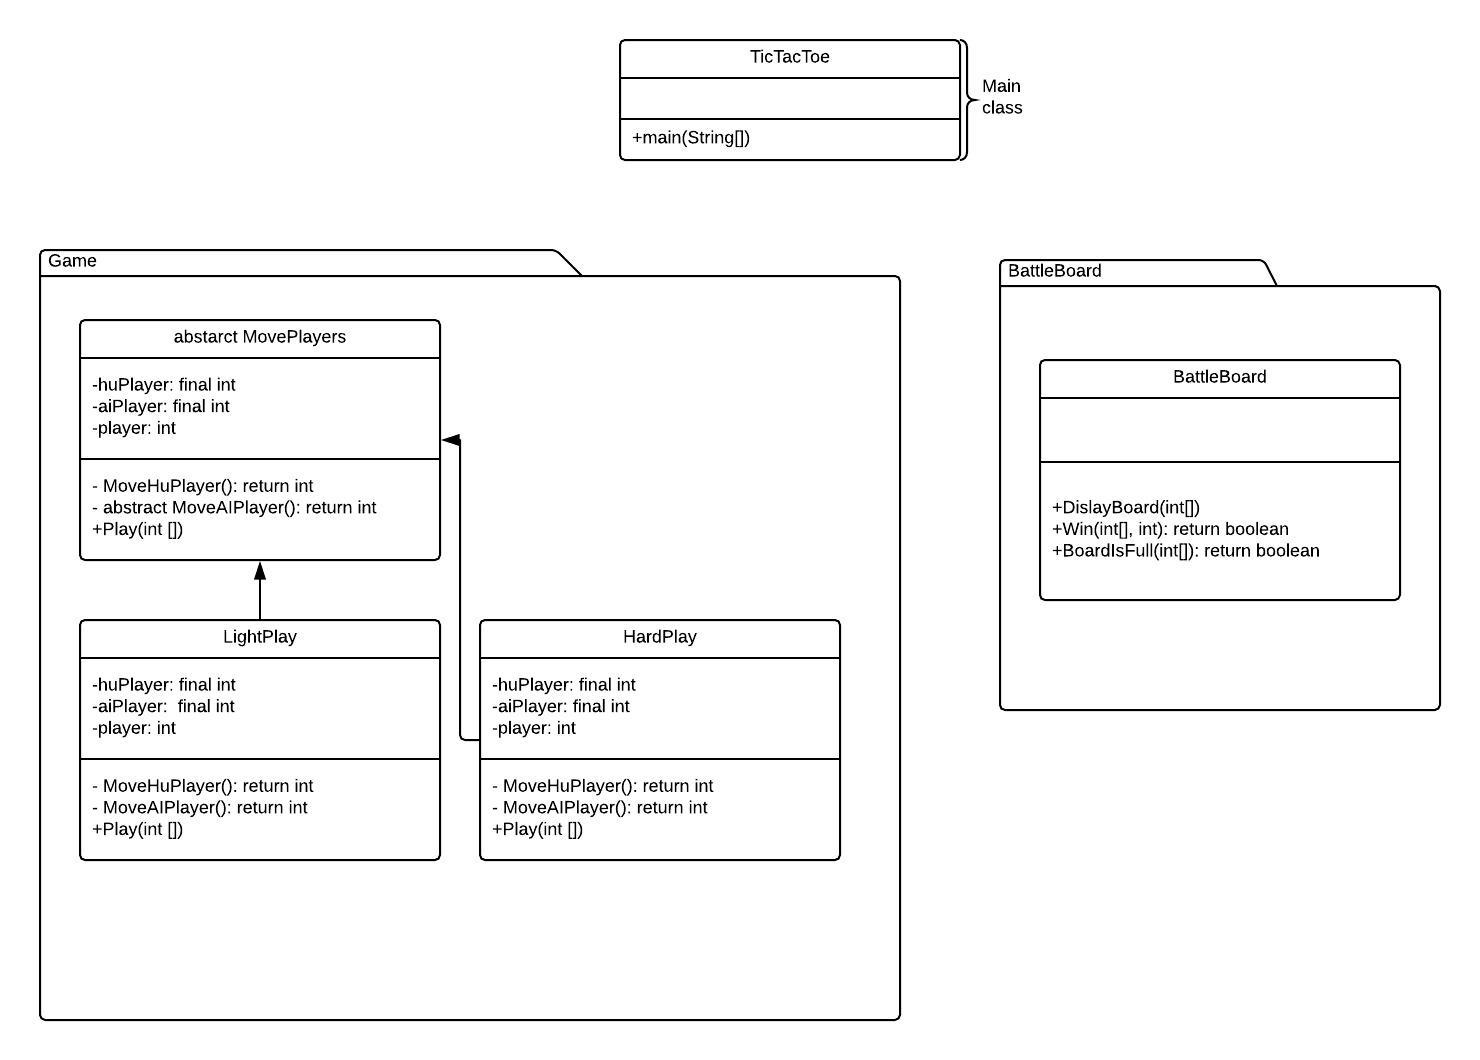 TicTacToe
+main(String[])
Main
class
Game
abstarct MovePlayers
-huPlayer: final int
-aiPlayer: final int
-player: int
- MoveHuPlayer(): return int
- abstract MoveAIPlayer(): return int
+Play(int [])
LightPlay
-huPlayer: final int
-aiPlayer:  final int
-player: int
- MoveHuPlayer(): return int
- MoveAIPlayer(): return int
+Play(int [])
HardPlay
-huPlayer: final int
-aiPlayer: final int
-player: int
- MoveHuPlayer(): return int
- MoveAIPlayer(): return int
+Play(int [])
BattleBoard
BattleBoard
+DislayBoard(int[])
+Win(int[], int): return boolean
+BoardIsFull(int[]): return boolean